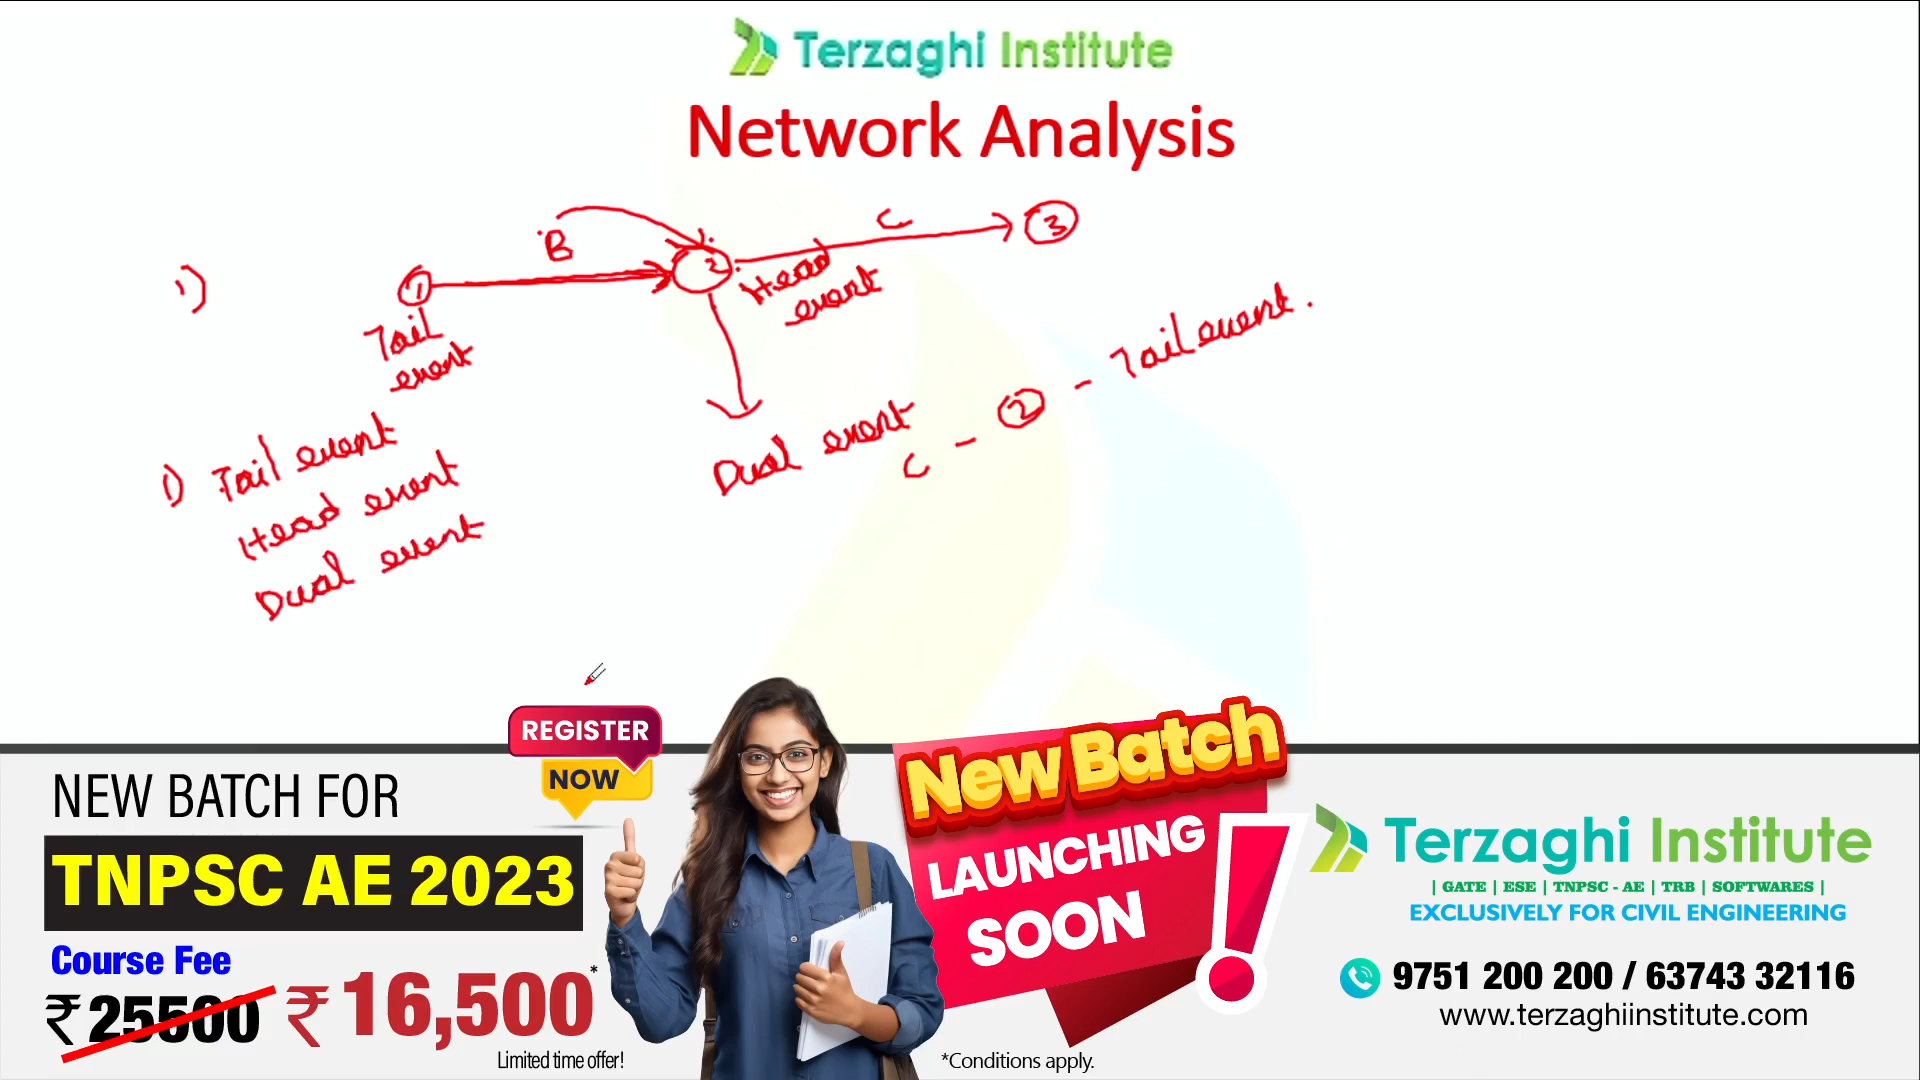 Terzaghi Institute
Network Analysis
1)
1
B
2
C
3
Tail
event
Head
event
Dual event
C - 2 - Tail event.
1) Tail event
Head event
Dual event
REGISTER
NOW
NEW BATCH FOR
TNPSC AE 2023
Course Fee
₹ 25500 ₹ 16,500*
Limited time offer!
New Batch
LAUNCHING
SOON
*Conditions apply.
Terzaghi Institute
| GATE | ESE | TNPSC - AE | TRB | SOFTWARES |
EXCLUSIVELY FOR CIVIL ENGINEERING
9751 200 200 / 63743 32116
www.terzaghiinstitute.com